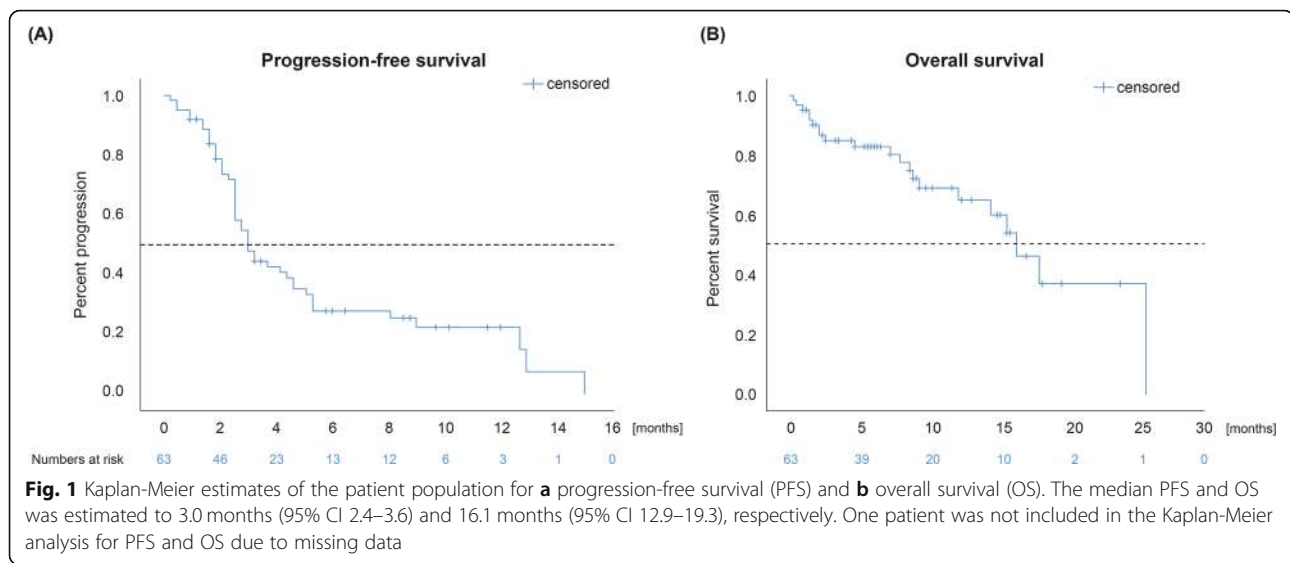 (A)
Progression-free survival
censored
Percent progression
1.0
0.8
0.6
0.4
0.2
0.0
0 2 4 6 8 10 12 14 16 [months]
Numbers at risk 63 46 23 13 12 6 3 1 0
(B)
Overall survival
censored
Percent survival
1.0
0.8
0.6
0.4
0.2
0.0
0 5 10 15 20 25 30 [months]
63 39 20 10 2 1 0
Fig. 1 Kaplan-Meier estimates of the patient population for a progression-free survival (PFS) and b overall survival (OS). The median PFS and OS
was estimated to 3.0 months (95% CI 2.4–3.6) and 16.1 months (95% CI 12.9–19.3), respectively. One patient was not included in the Kaplan-Meier
analysis for PFS and OS due to missing data